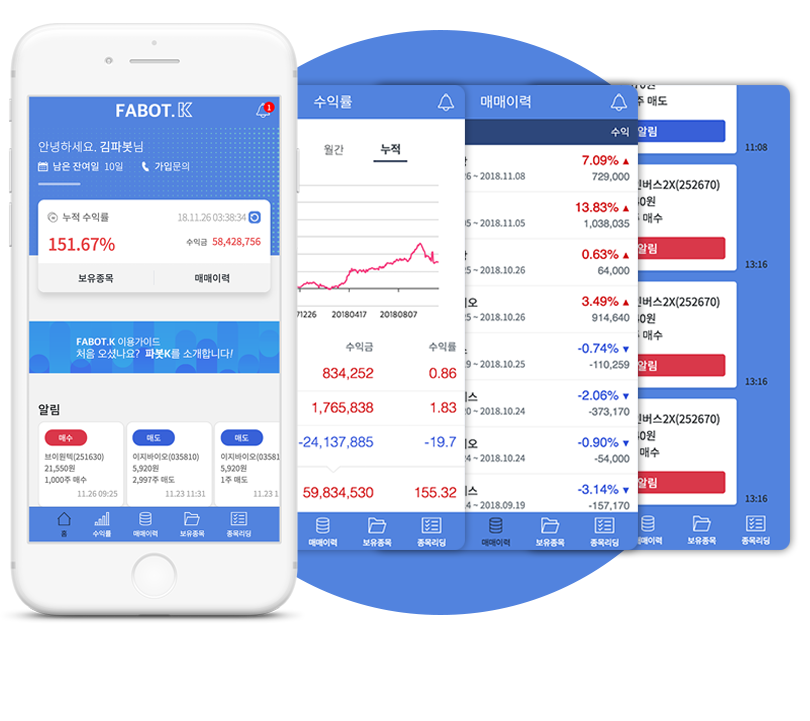 FABOT.K
1
안녕하세요, 김파봇님
남은 잔여일 10일 가입문의
누적 수익률 18.11.26 03:38:34
151.67% 수익금 58,428,756
보유종목 매매이력
FABOT.K 이용가이드
처음 오셨나요? 파봇K를 소개합니다!
알림
매수
브이원텍(251630)
21,550원
1,000주 매수
11.26 09:25
매도
이지바이오(035810)
5,920원
2,997주 매도
11.23 11:31
매도
이지바이오(03581
5,920원
1주 매도
11.23 1
홈 수익률 매매이력 보유종목 종목리딩
수익률
월간 누적
71226 20180417 20180807
수익금 수익률
834,252 0.86
1,765,838 1.83
-24,137,885 -19.7
59,834,530 155.32
매매이력 보유종목 종목리딩
매매이력
수익
7.09% ▲
26 ~ 2018.11.08 729,000
13.83% ▲
05 ~ 2018.11.05 1,038,035
0.63% ▲
25 ~ 2018.10.26 64,000
이오 3.49% ▲
25 ~ 2018.10.26 914,640
-0.74% ▼
19 ~ 2018.10.25 -110,259
스 -2.06% ▼
20 ~ 2018.10.24 -373,170
이오 -0.90% ▼
24 ~ 2018.10.24 -54,000
스 -3.14% ▼
14 ~ 2018.09.19 -157,170
매매이력 보유종목 종목리딩
주 매도
알림
11:08
인버스2X(252670)
40원
매수
알림
13:16
인버스2X(252670)
40원
매수
알림
13:16
인버스2X(252670)
40원
매수
알림
13:16
매매이력 보유종목 종목리딩